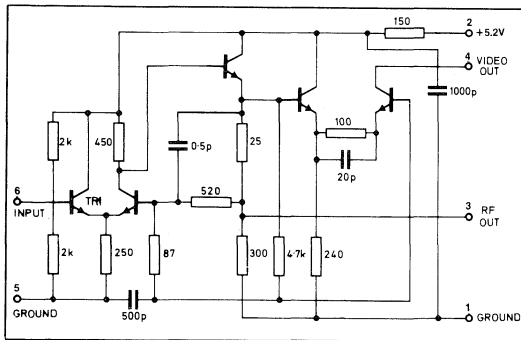 150
2
+5.2V
4
VIDEO
OUT
1000p
2k
450
0·5p
25
100
20p
6
INPUT
TR1
520
3
RF
OUT
2k
250
87
300
4·7k
240
5
GROUND
500p
1
GROUND